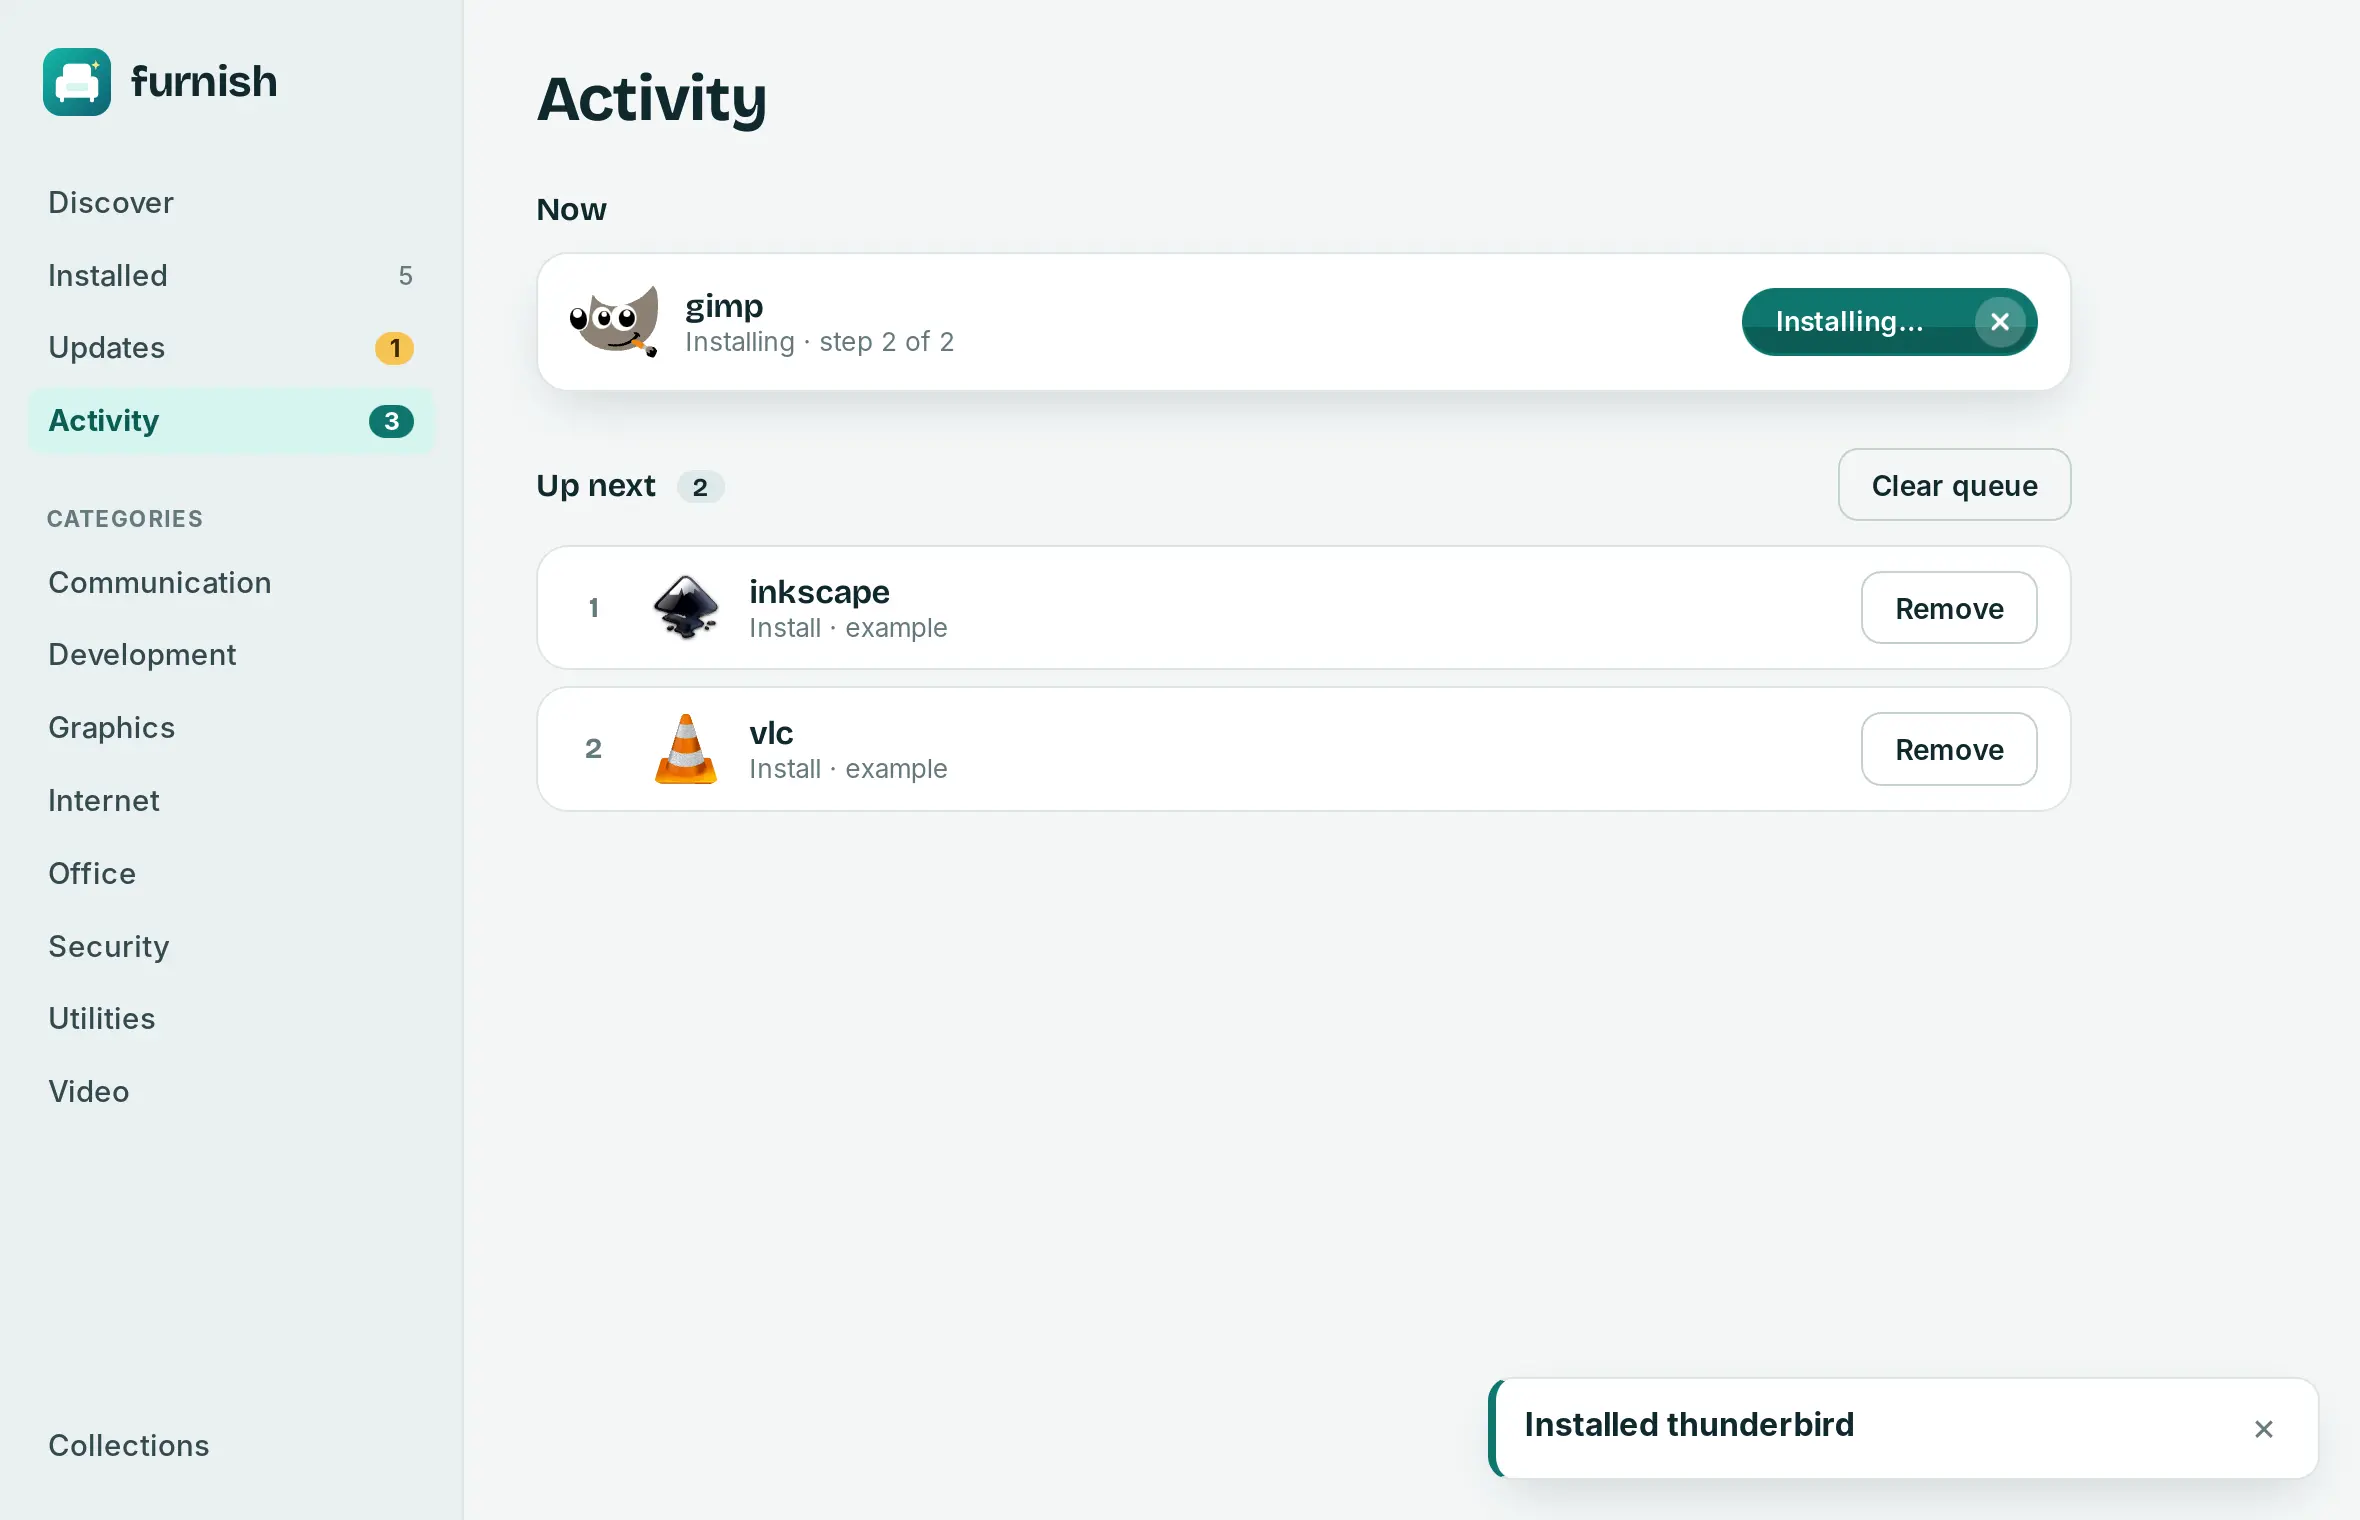 furnish
Discover
Installed 5
Updates 1
Activity 3
CATEGORIES
Communication
Development
Graphics
Internet
Office
Security
Utilities
Video
Collections
Activity
Now
gimp
Installing · step 2 of 2
Installing...
Up next 2
Clear queue
1
inkscape
Install · example
Remove
2
vlc
Install · example
Remove
Installed thunderbird